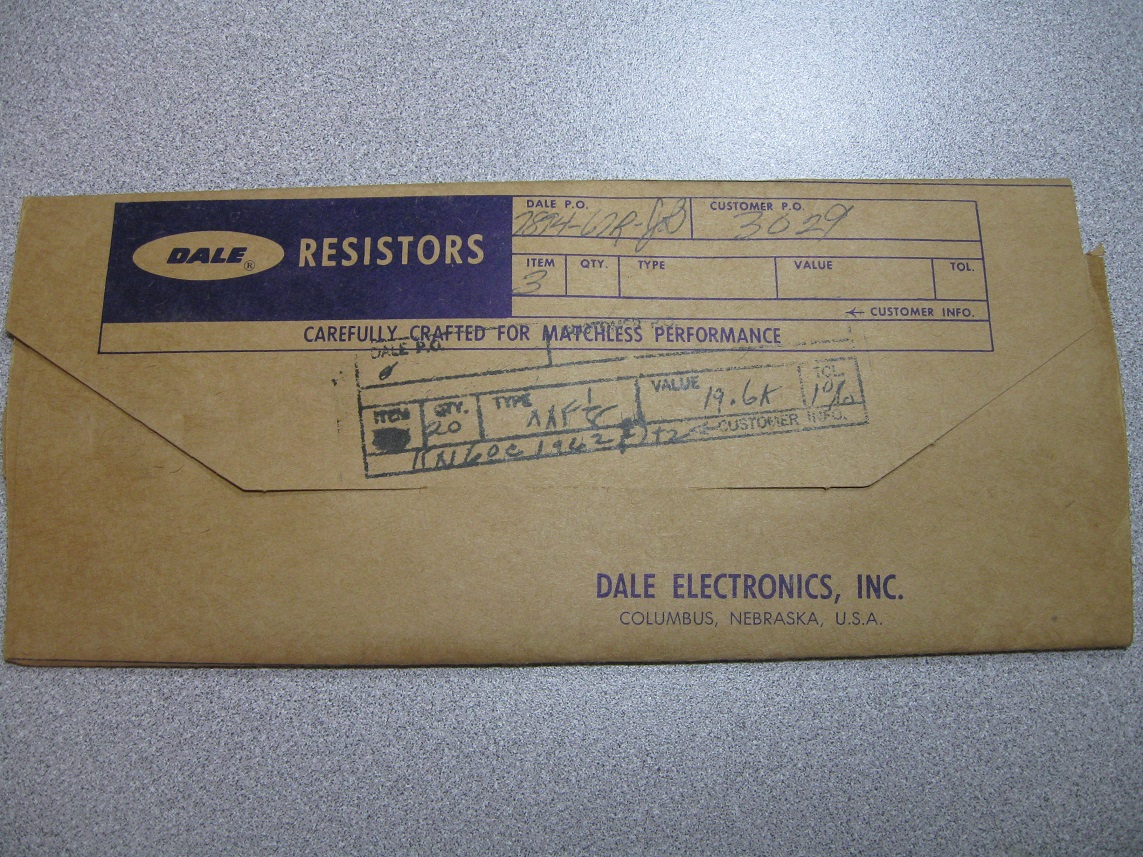 DALE® RESISTORS
DALE P.O. CUSTOMER P.O.
3029
ITEM QTY. TYPE VALUE TOL.
3
← CUSTOMER INFO.
CAREFULLY CRAFTED FOR MATCHLESS PERFORMANCE
DALE P.O.
ITEM QTY. TYPE VALUE TOL.
20 19.6K 1%
← CUSTOMER INFO.
DALE ELECTRONICS, INC.
COLUMBUS, NEBRASKA, U.S.A.